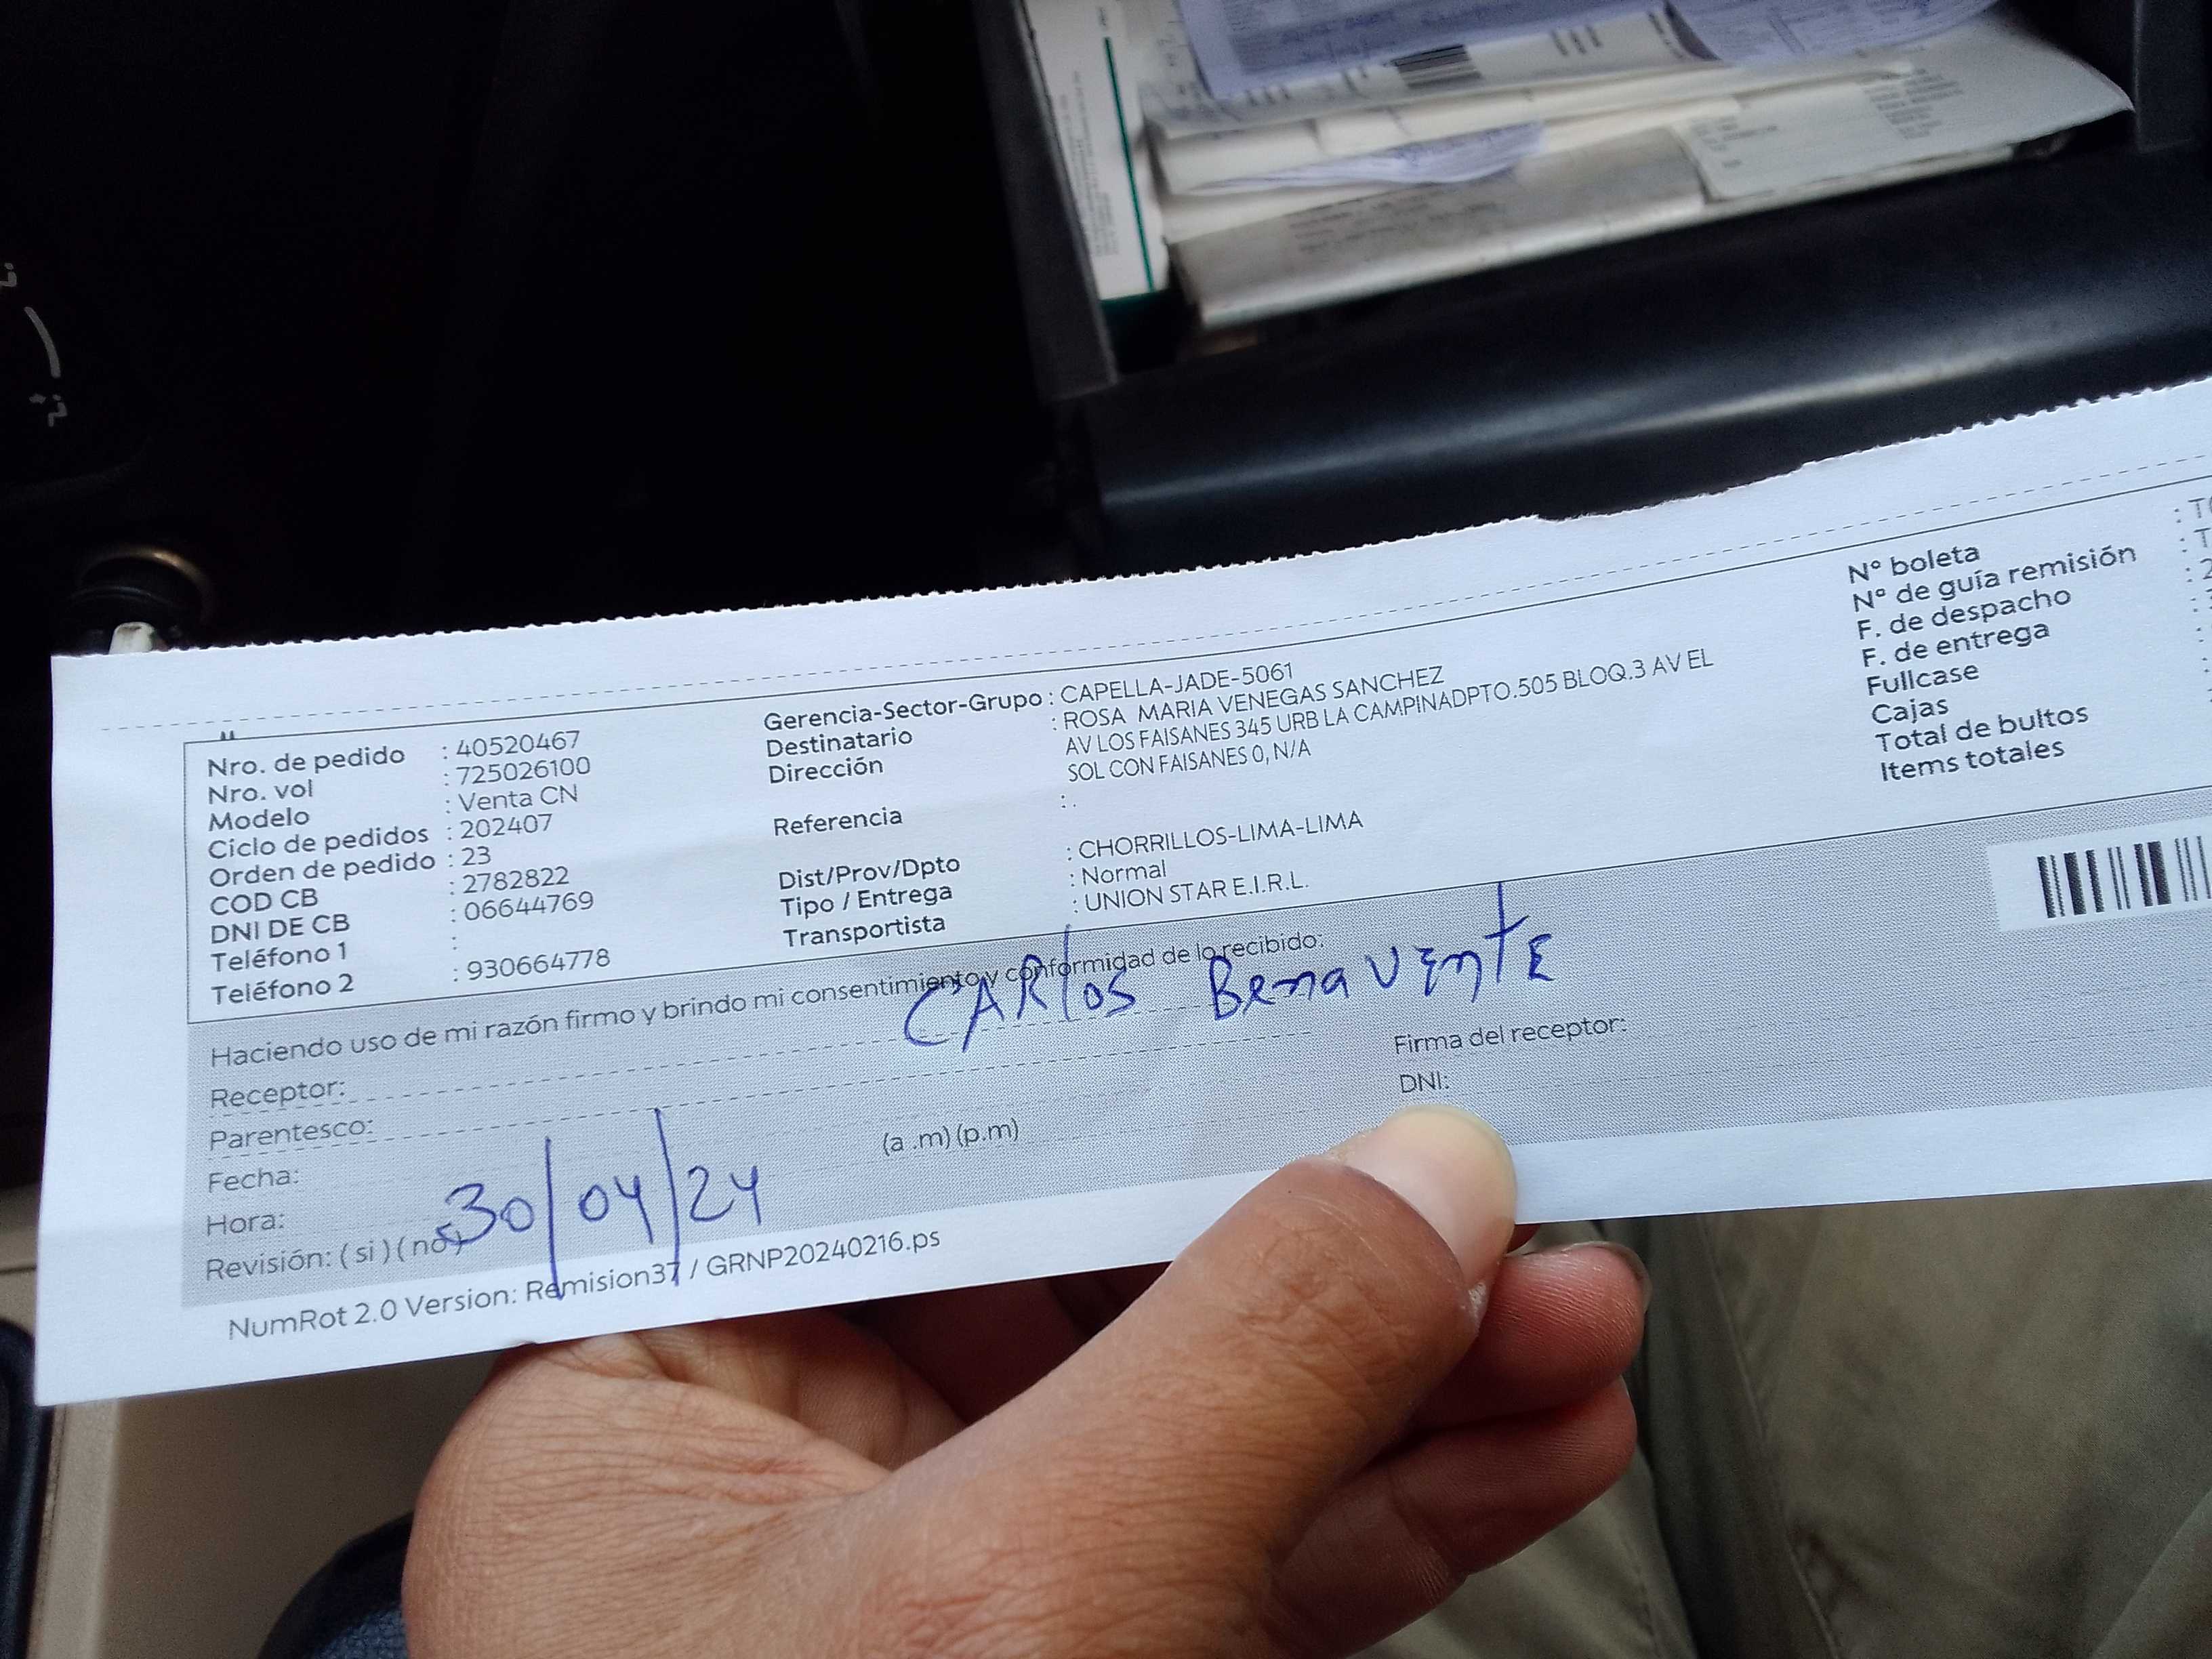 Nro. de pedido : 40520467
Nro. vol : 725026100
Modelo : Venta CN
Ciclo de pedidos : 202407
Orden de pedido : 23
COD CB : 2782822
DNI DE CB : 06644769
Teléfono 1 :
Teléfono 2 : 930664778
Gerencia-Sector-Grupo : CAPELLA-JADE-5061
Destinatario : ROSA MARIA VENEGAS SANCHEZ
Dirección AV LOS FAISANES 345 URB LA CAMPINADPTO.505 BLOQ.3 AV EL
SOL CON FAISANES 0, N/A
Referencia : .
Dist/Prov/Dpto : CHORRILLOS-LIMA-LIMA
Tipo / Entrega : Normal
Transportista : UNION STAR E.I.R.L.
N° boleta
N° de guía remisión
F. de despacho
F. de entrega
Fullcase
Cajas
Total de bultos
Items totales
Haciendo uso de mi razón firmo y brindo mi consentimiento y conformidad de lo recibido:
Receptor: CARlos BenavEntE
Parentesco:
Fecha: 30/04/24
Hora: (a .m) (p.m)
Revisión: ( si ) ( no )
Firma del receptor:
DNI:
NumRot 2.0 Version: Remision37 / GRNP20240216.ps